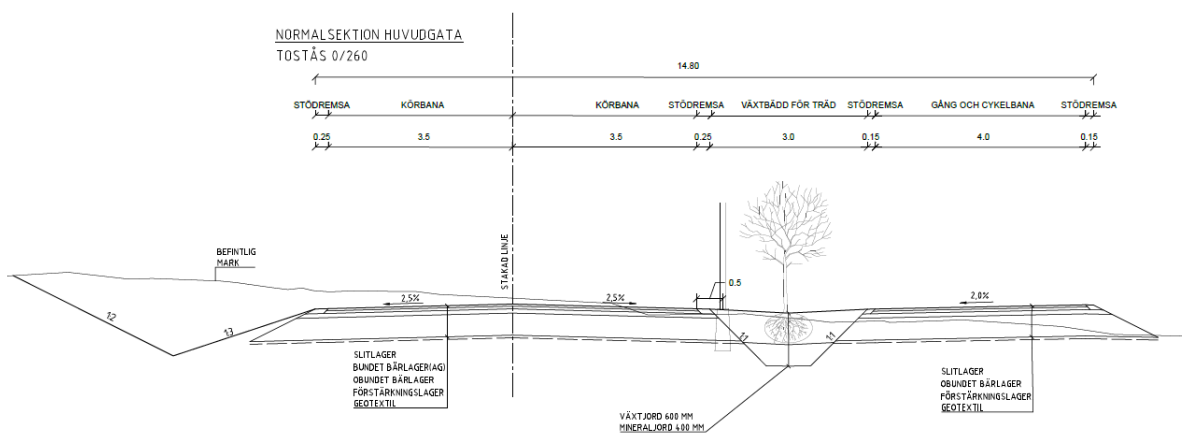 NORMALSEKTION HUVUDGATA
TOSTÅS 0/260
14.80
STÖDREMSA KÖRBANA KÖRBANA STÖDREMSA VÄXTBÄDD FÖR TRÄD STÖDREMSA GÅNG OCH CYKELBANA STÖDREMSA
0.25 3.5 3.5 0.25 3.0 0.15 4.0 0.15
STAKAD LINJE
BEFINTLIG
MARK
0.5
2,5% 2,5% 2,0%
1:2 1:3 1:1 1:1
SLITLAGER
BUNDET BÄRLAGER(AG)
OBUNDET BÄRLAGER
FÖRSTÄRKNINGSLAGER
GEOTEXTIL
SLITLAGER
OBUNDET BÄRLAGER
FÖRSTÄRKNINGSLAGER
GEOTEXTIL
VÄXTJORD 600 MM
MINERALJORD 400 MM